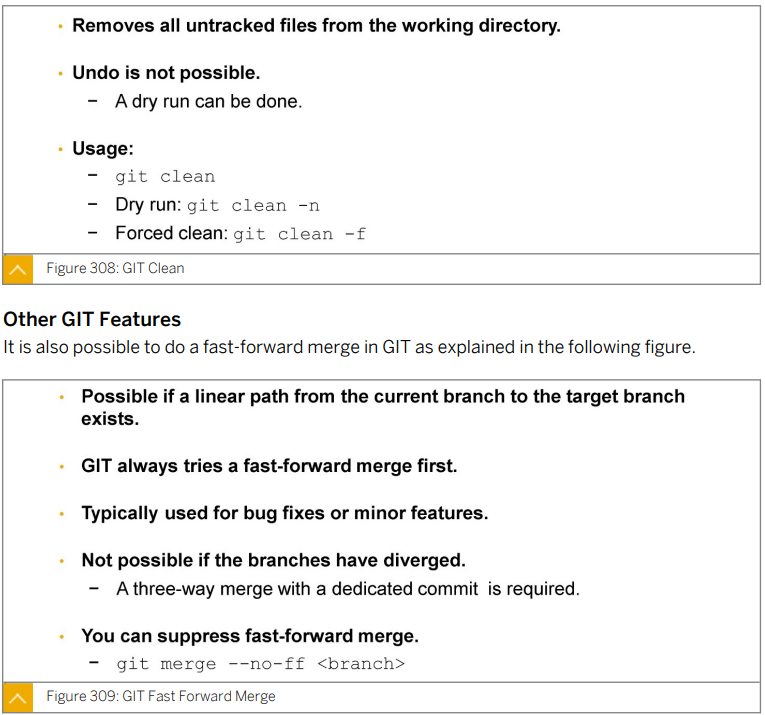 • Removes all untracked files from the working directory.
• Undo is not possible.
– A dry run can be done.
• Usage:
– git clean
– Dry run: git clean -n
– Forced clean: git clean -f
Figure 308: GIT Clean
Other GIT Features
It is also possible to do a fast-forward merge in GIT as explained in the following figure.
• Possible if a linear path from the current branch to the target branch
exists.
• GIT always tries a fast-forward merge first.
• Typically used for bug fixes or minor features.
• Not possible if the branches have diverged.
– A three-way merge with a dedicated commit is required.
• You can suppress fast-forward merge.
– git merge --no-ff <branch>
Figure 309: GIT Fast Forward Merge